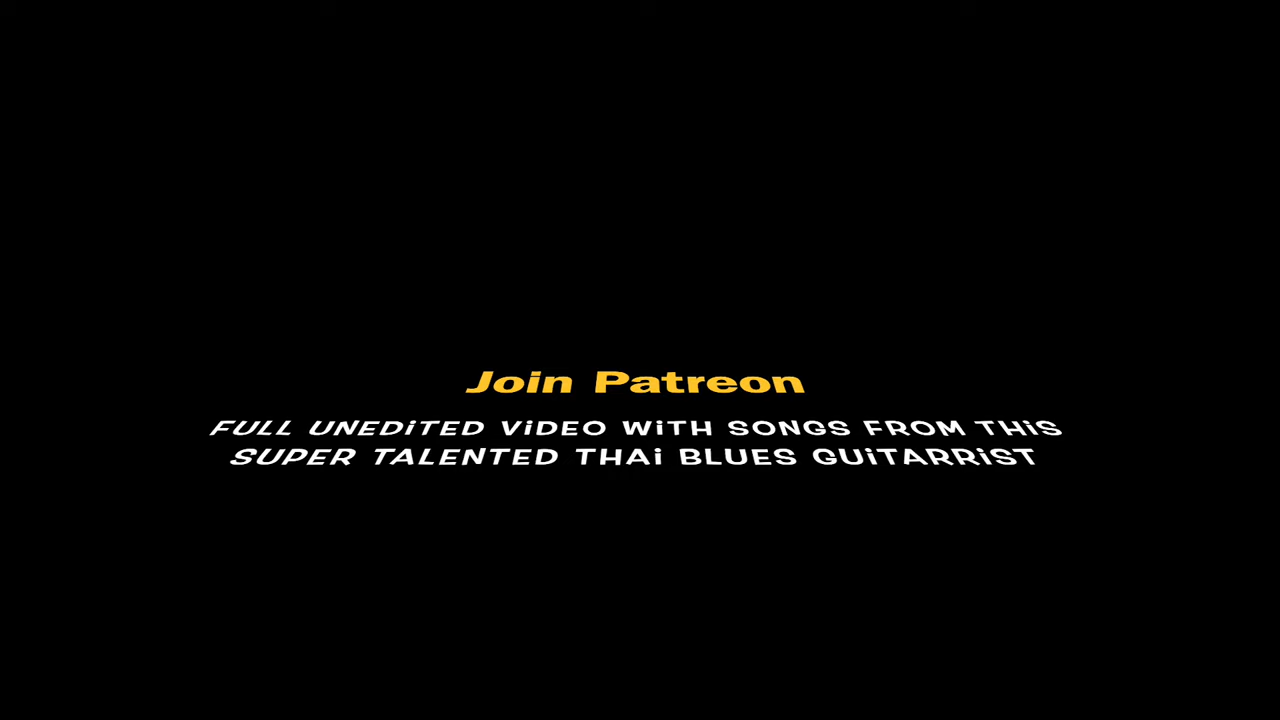 Join Patreon
FULL UNEDiTED ViDEO WiTH SONGS FROM THiS
SUPER TALENTED THAi BLUES GUiTARRiST